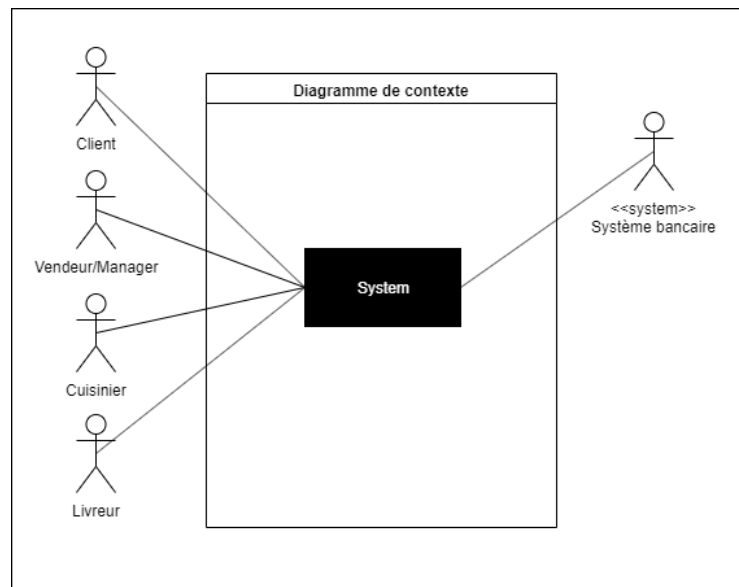 Diagramme de contexte
Client
Vendeur/Manager
Cuisinier
Livreur
System
<<system>>
Système bancaire